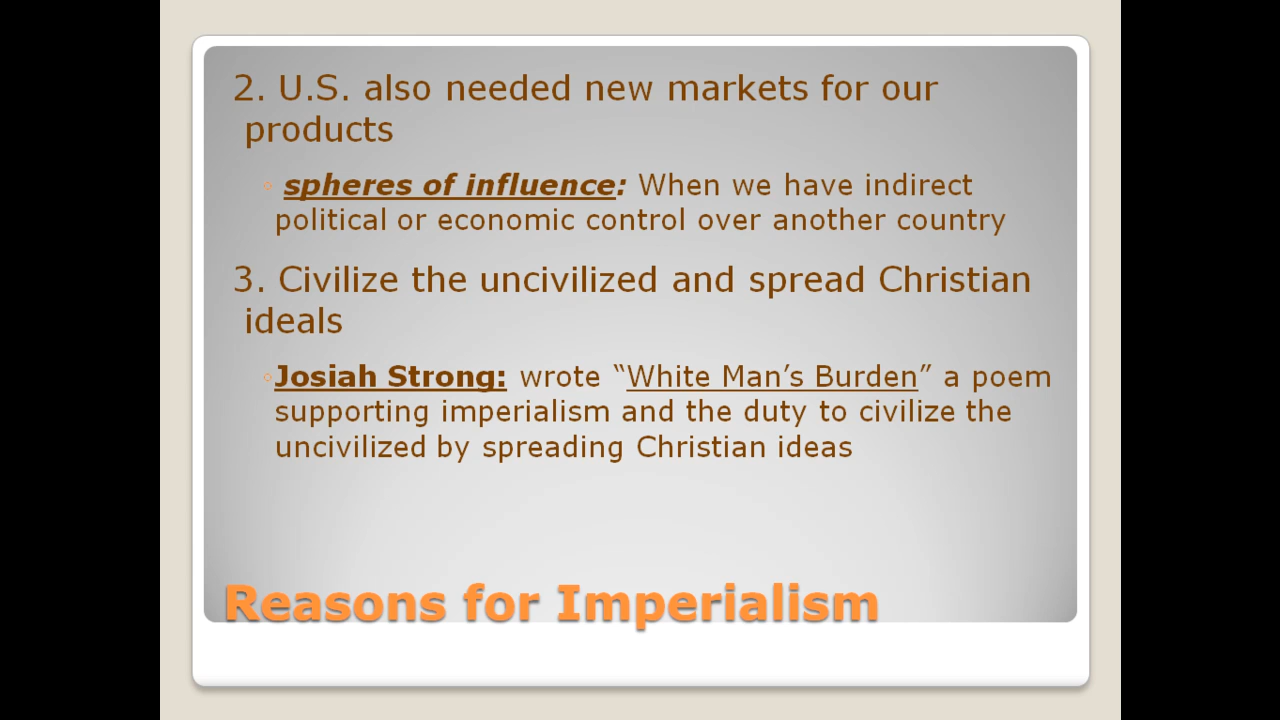 2. U.S. also needed new markets for our
products
◦ spheres of influence: When we have indirect
political or economic control over another country
3. Civilize the uncivilized and spread Christian
ideals
◦Josiah Strong: wrote “White Man’s Burden” a poem
supporting imperialism and the duty to civilize the
uncivilized by spreading Christian ideas
Reasons for Imperialism